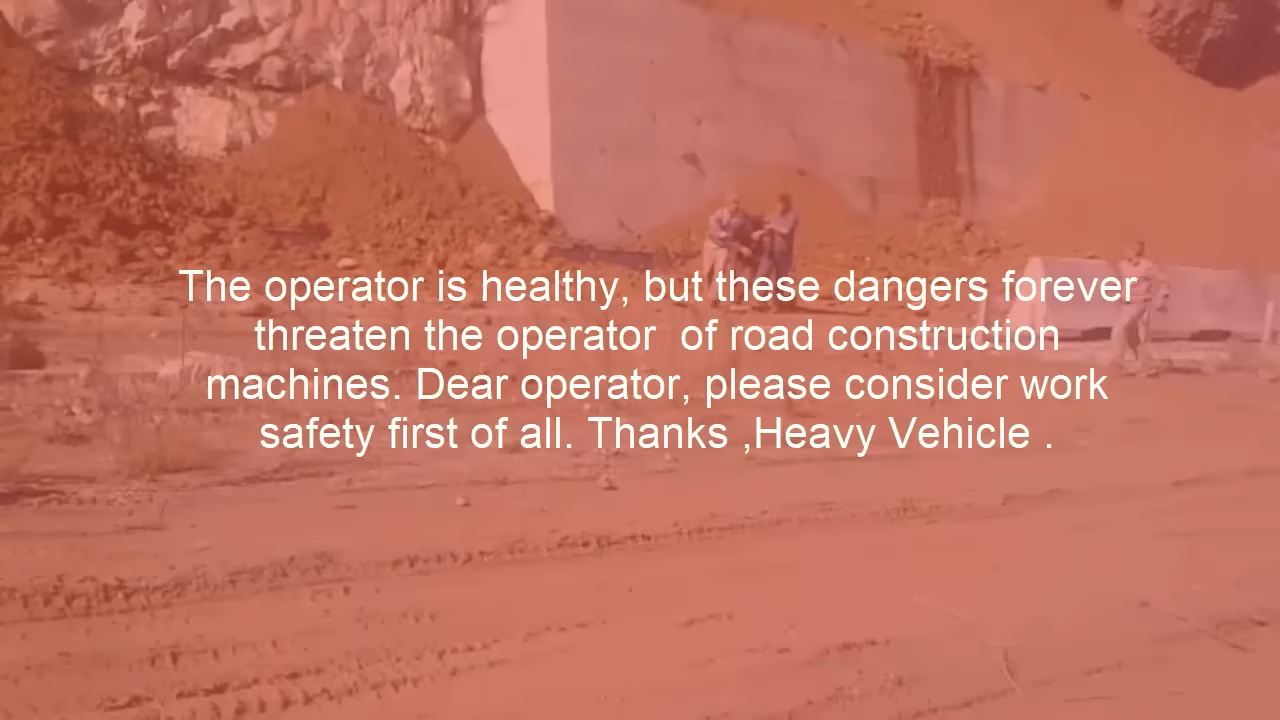 The operator is healthy, but these dangers forever
threaten the operator  of road construction
machines. Dear operator, please consider work
safety first of all. Thanks ,Heavy Vehicle .